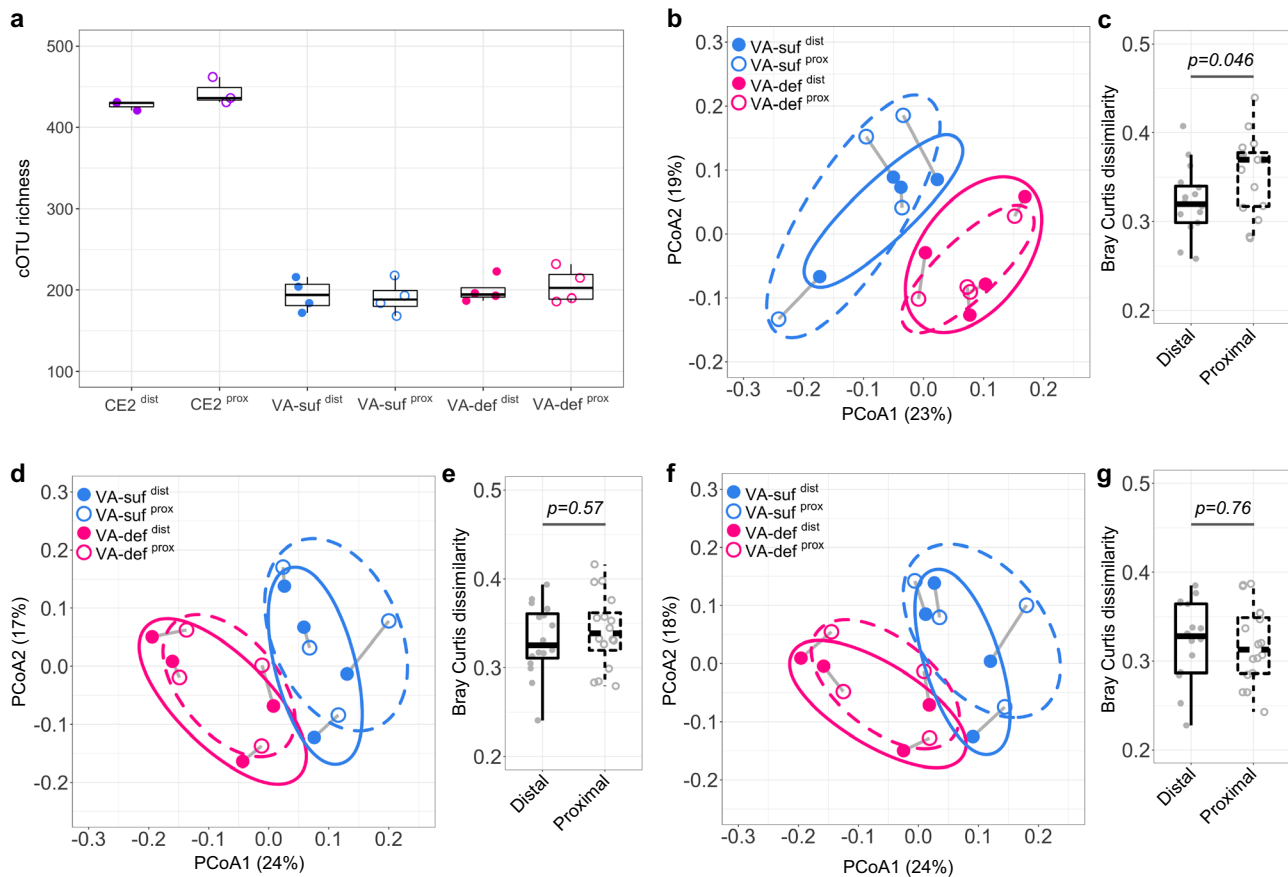 a
500
400
300
200
100
cOTU richness
CE2 dist
CE2 prox
VA-suf dist
VA-suf prox
VA-def dist
VA-def prox
b
VA-suf dist
VA-suf prox
VA-def dist
VA-def prox
0.3
0.2
0.1
0.0
-0.1
-0.2
PCoA2 (19%)
-0.3 -0.2 -0.1 0.0 0.1 0.2
PCoA1 (23%)
c
p=0.046
0.5
0.4
0.3
0.2
Bray Curtis dissimilarity
Distal
Proximal
d
VA-suf dist
VA-suf prox
VA-def dist
VA-def prox
0.3
0.2
0.1
0.0
-0.1
-0.2
PCoA2 (17%)
-0.3 -0.2 -0.1 0.0 0.1 0.2
PCoA1 (24%)
e
p=0.57
0.5
0.4
0.3
0.2
Bray Curtis dissimilarity
Distal
Proximal
f
VA-suf dist
VA-suf prox
VA-def dist
VA-def prox
0.3
0.2
0.1
0.0
-0.1
-0.2
PCoA2 (18%)
-0.3 -0.2 -0.1 0.0 0.1 0.2
PCoA1 (24%)
g
p=0.76
0.5
0.4
0.3
0.2
Bray Curtis dissimilarity
Distal
Proximal